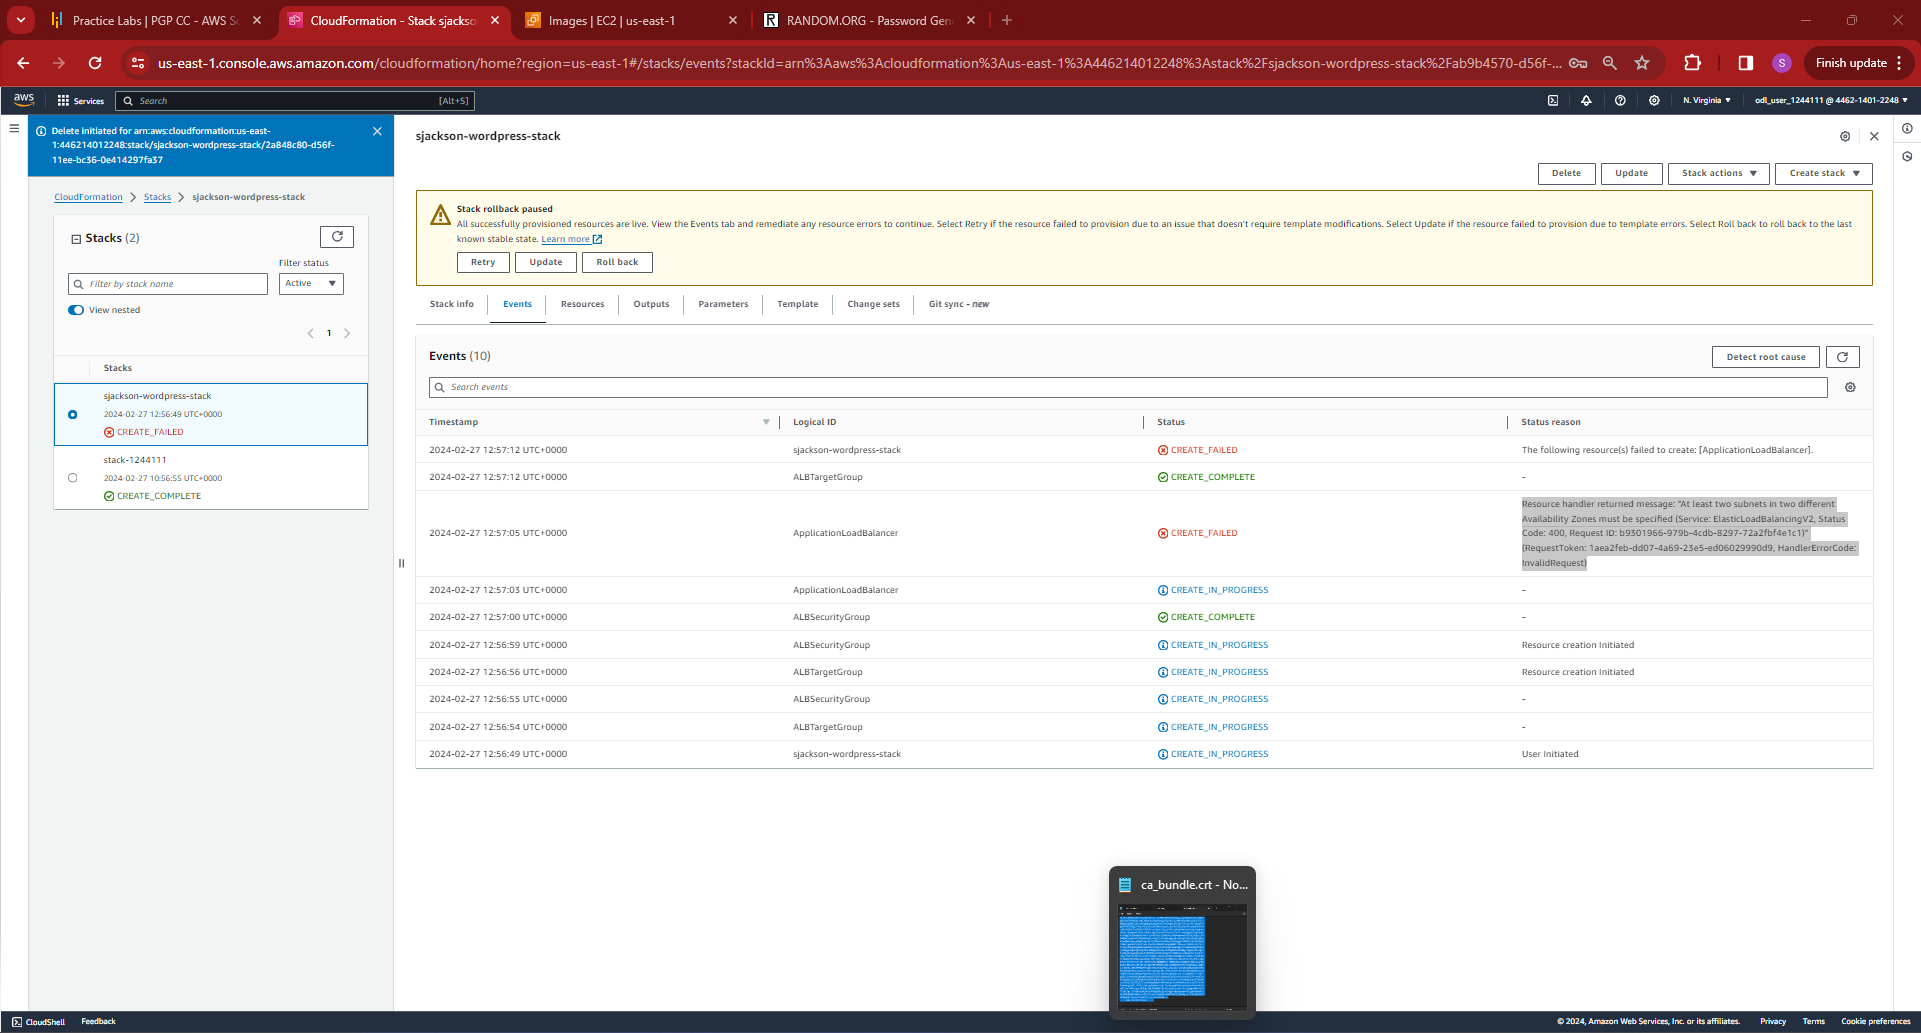 Practice Labs | PGP CC - AWS So
CloudFormation - Stack sjackso
Images | EC2 | us-east-1
RANDOM.ORG - Password Gen
us-east-1.console.aws.amazon.com/cloudformation/home?region=us-east-1#/stacks/events?stackId=arn%3Aaws%3Acloudformation%3Aus-east-1%3A446214012248%3Astack%2Fsjackson-wordpress-stack%2Fab9b4570-d56f-...
S
Finish update
aws
Services
Search
[Alt+S]
N. Virginia
odl_user_1244111 @ 4462-1401-2248
Delete initiated for arn:aws:cloudformation:us-east-
1:446214012248:stack/sjackson-wordpress-stack/2a848c80-d56f-
11ee-bc36-0e414297fa37
CloudFormation
Stacks
sjackson-wordpress-stack
Stacks (2)
Filter status
Filter by stack name
Active
View nested
1
Stacks
sjackson-wordpress-stack
2024-02-27 12:56:49 UTC+0000
CREATE_FAILED
stack-1244111
2024-02-27 10:56:55 UTC+0000
CREATE_COMPLETE
sjackson-wordpress-stack
Delete
Update
Stack actions
Create stack
Stack rollback paused
All successfully provisioned resources are live. View the Events tab and remediate any resource errors to continue. Select Retry if the resource failed to provision due to an issue that doesn't require template modifications. Select Update if the resource failed to provision due to template errors. Select Roll back to roll back to the last
known stable state. Learn more
Retry
Update
Roll back
Stack info
Events
Resources
Outputs
Parameters
Template
Change sets
Git sync - new
Events (10)
Detect root cause
Search events
Timestamp Logical ID Status Status reason
2024-02-27 12:57:12 UTC+0000 sjackson-wordpress-stack CREATE_FAILED The following resource(s) failed to create: [ApplicationLoadBalancer].
2024-02-27 12:57:12 UTC+0000 ALBTargetGroup CREATE_COMPLETE -
2024-02-27 12:57:05 UTC+0000 ApplicationLoadBalancer CREATE_FAILED
Resource handler returned message: "At least two subnets in two different
Availability Zones must be specified (Service: ElasticLoadBalancingV2, Status
Code: 400, Request ID: b9301966-979b-4cdb-8297-72a2fbf4e1c1)"
(RequestToken: 1aea2feb-dd07-4a69-23e5-ed06029990d9, HandlerErrorCode:
InvalidRequest)
2024-02-27 12:57:03 UTC+0000 ApplicationLoadBalancer CREATE_IN_PROGRESS -
2024-02-27 12:57:00 UTC+0000 ALBSecurityGroup CREATE_COMPLETE -
2024-02-27 12:56:59 UTC+0000 ALBSecurityGroup CREATE_IN_PROGRESS Resource creation Initiated
2024-02-27 12:56:56 UTC+0000 ALBTargetGroup CREATE_IN_PROGRESS Resource creation Initiated
2024-02-27 12:56:55 UTC+0000 ALBSecurityGroup CREATE_IN_PROGRESS -
2024-02-27 12:56:54 UTC+0000 ALBTargetGroup CREATE_IN_PROGRESS -
2024-02-27 12:56:49 UTC+0000 sjackson-wordpress-stack CREATE_IN_PROGRESS User Initiated
ca_bundle.crt - No...
CloudShell
Feedback
© 2024, Amazon Web Services, Inc. or its affiliates.
Privacy
Terms
Cookie preferences